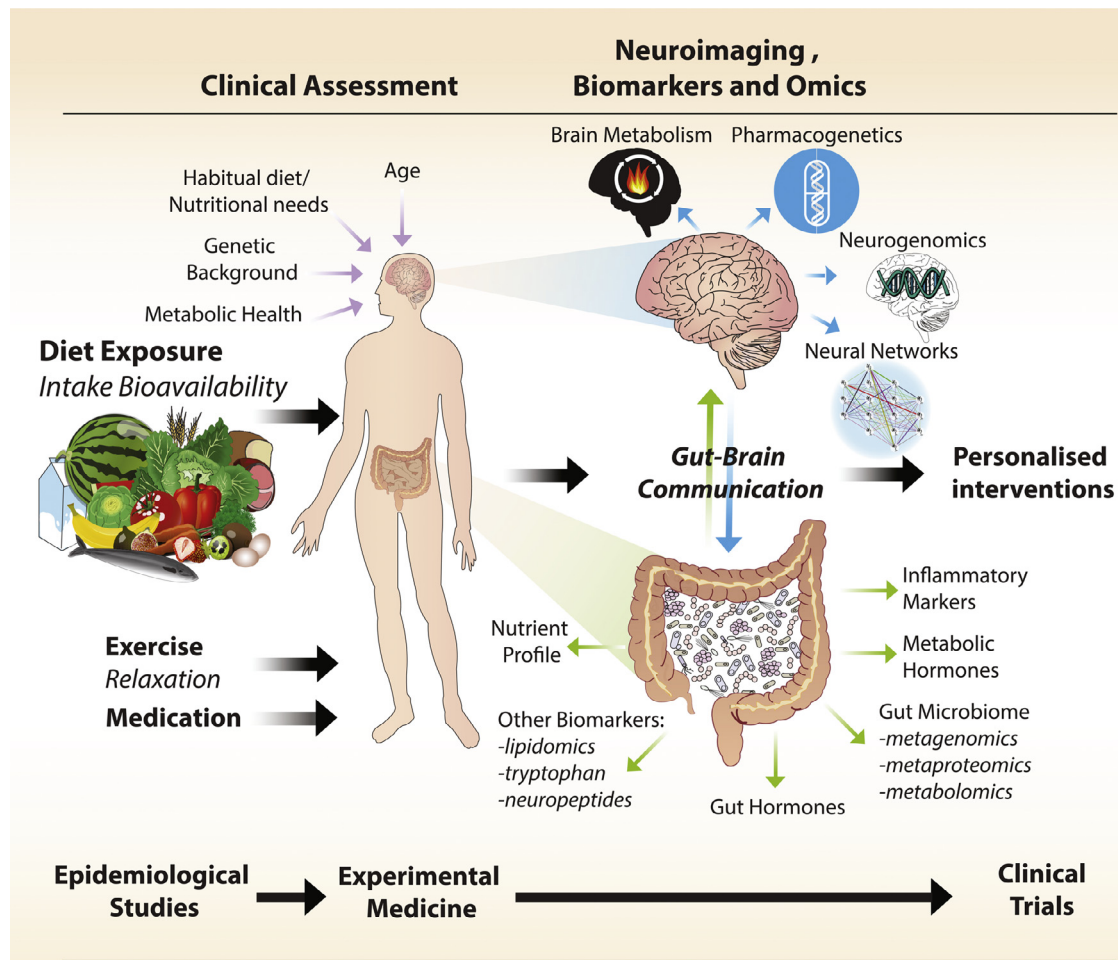 Clinical Assessment
Neuroimaging ,
Biomarkers and Omics
Brain Metabolism
Pharmacogenetics
Age
Habitual diet/
Nutritional needs
Genetic
Background
Metabolic Health
Neurogenomics
Neural Networks
Diet Exposure
Intake Bioavailability
Gut-Brain
Communication
Personalised
interventions
Exercise
Relaxation
Medication
Nutrient
Profile
Inflammatory
Markers
Metabolic
Hormones
Other Biomarkers:
-lipidomics
-tryptophan
-neuropeptides
Gut Hormones
Gut Microbiome
-metagenomics
-metaproteomics
-metabolomics
Epidemiological
Studies
Experimental
Medicine
Clinical
Trials